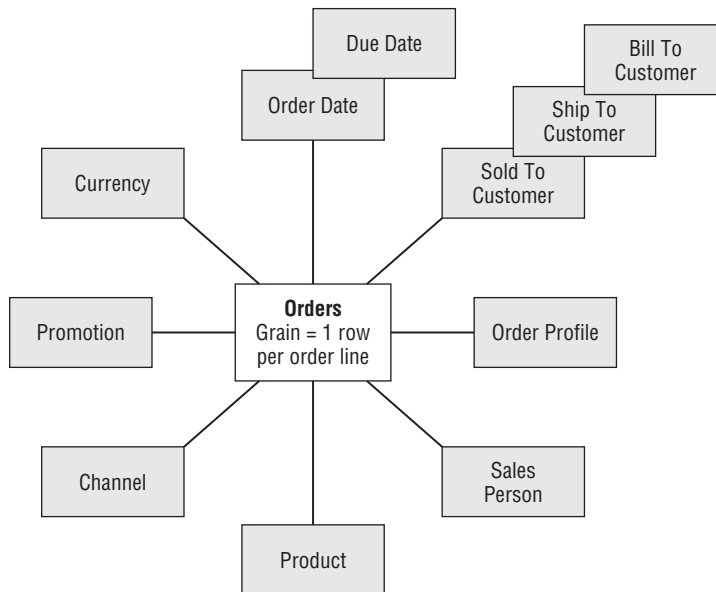 Due Date
Order Date
Bill To
Customer
Ship To
Customer
Sold To
Customer
Currency
Orders
Grain = 1 row
per order line
Promotion
Order Profile
Channel
Sales
Person
Product